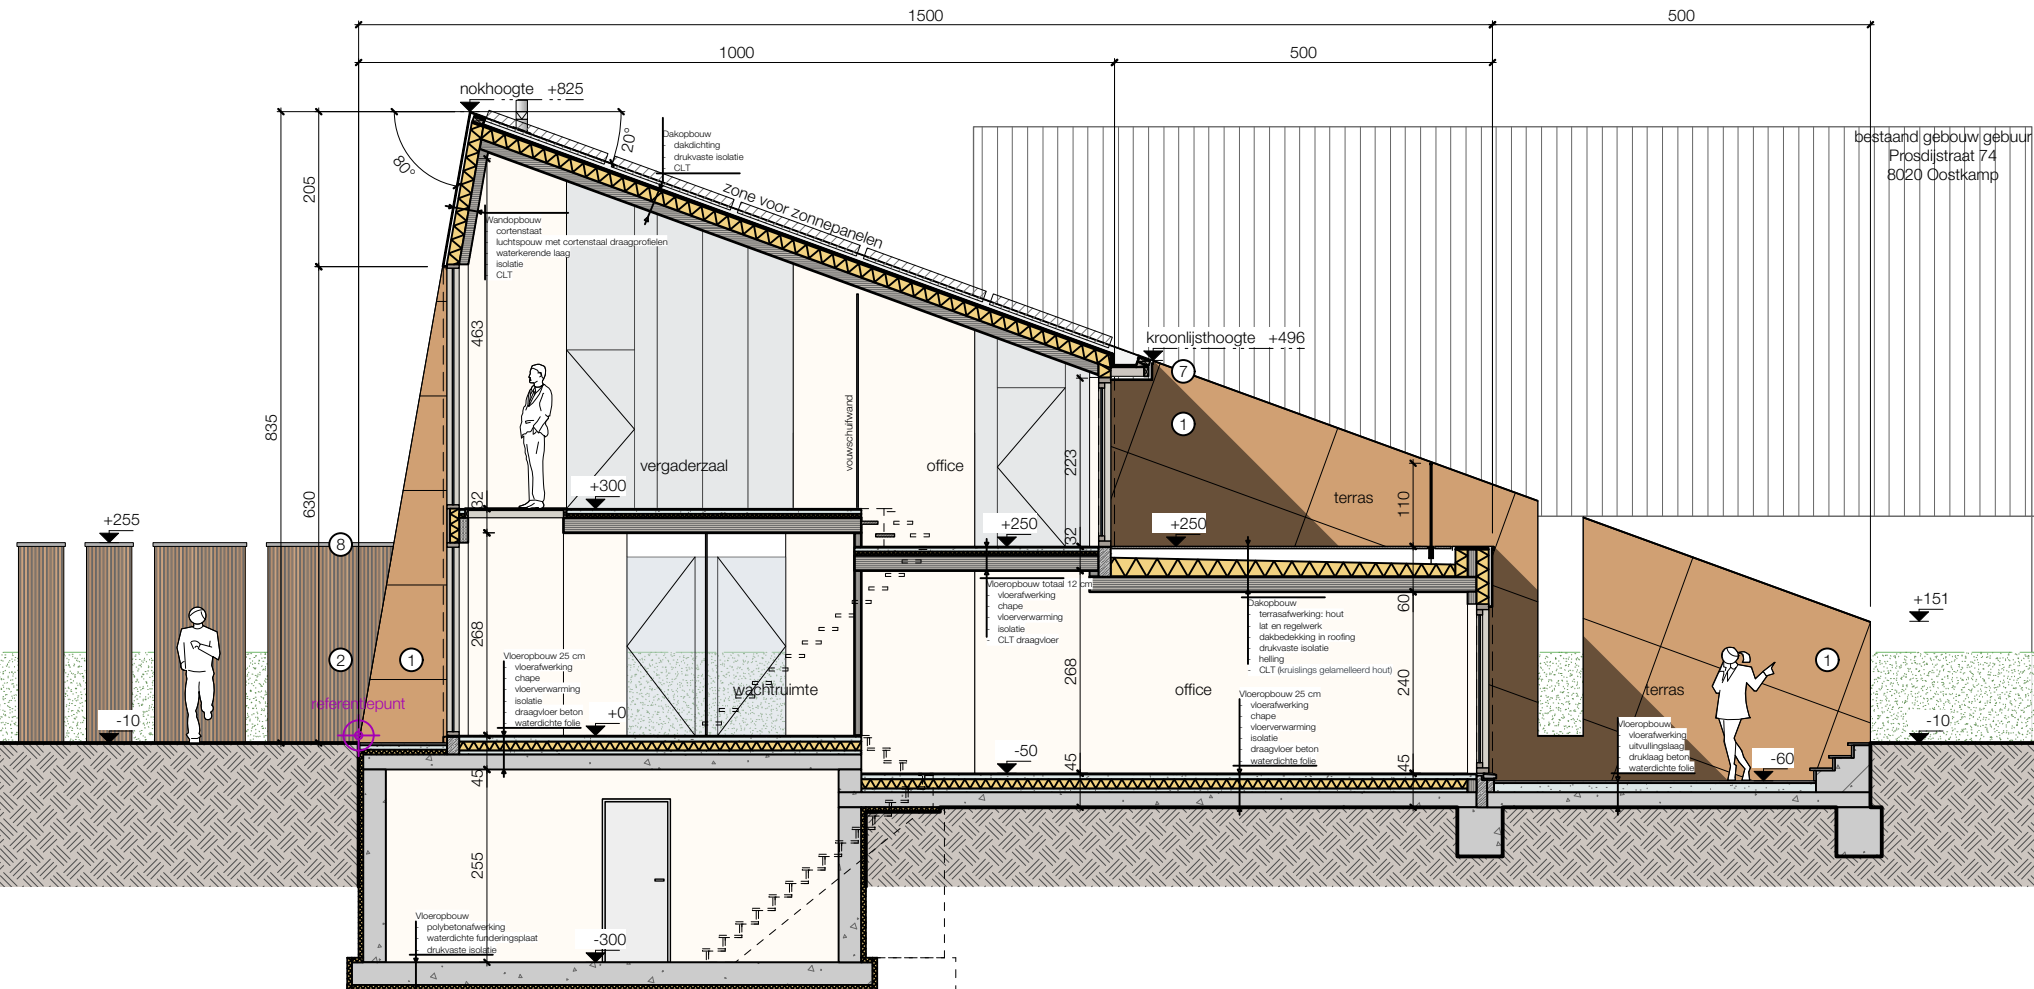 1500
500
1000
500
nokhoogte +825
20°
80°
Dakopbouw
- dakdichting
- drukvaste isolatie
- CLT
zone voor zonnepanelen
bestaand gebouw gebuur
Prosdijstraat 74
8020 Oostkamp
205
Wandopbouw
- cortenstaat
- luchtspouw met cortenstaal draagprofielen
- waterkerende laag
- isolatie
- CLT
463
kroonlijsthoogte +496
7
1
835
630
vouwschuifwand
vergaderzaal
office
223
terras
110
+300
32
+255
+250
32
+250
8
Vloeropbouw totaal 12 cm
- vloerafwerking
- chape
- vloerverwarming
- isolatie
- CLT draagvloer
Dakopbouw
- terrasafwerking: hout
- lat en regelwerk
- dakbedekking in roofing
- drukvaste isolatie
- helling
- CLT (kruislings gelamelleerd hout)
60
+151
268
2
1
Vloeropbouw 25 cm
- vloerafwerking
- chape
- vloerverwarming
- isolatie
- draagvloer beton
- waterdichte folie
wachtruimte
268
office
240
terras
1
referentiepunt
-10
+0
Vloeropbouw 25 cm
- vloerafwerking
- chape
- vloerverwarming
- isolatie
- draagvloer beton
- waterdichte folie
Vloeropbouw
- vloerafwerking
- uitvullingslaag
- druklaag beton
- waterdichte folie
-10
-50
45
45
-60
45
255
Vloeropbouw
- polybetonafwerking
- waterdichte funderingsplaat
- drukvaste isolatie
-300